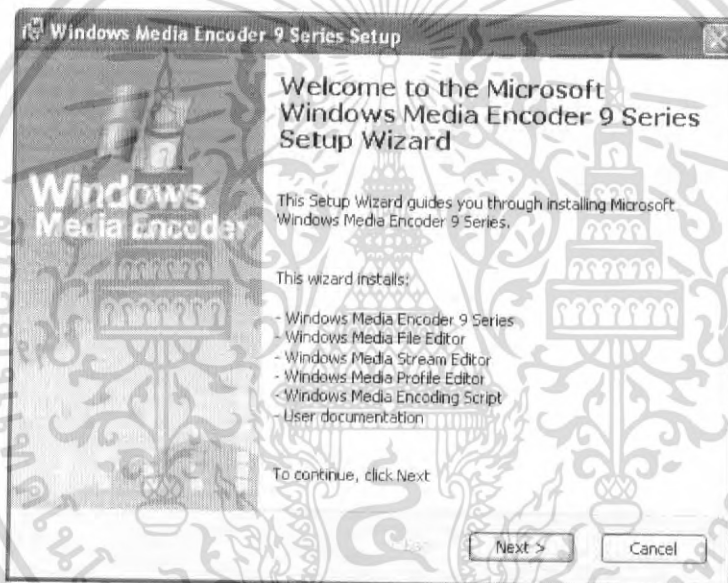 Windows Media Encoder 9 Series Setup
Windows
Media Encoder
Welcome to the Microsoft
Windows Media Encoder 9 Series
Setup Wizard
This Setup Wizard guides you through installing Microsoft
Windows Media Encoder 9 Series.
This wizard installs:
- Windows Media Encoder 9 Series
- Windows Media File Editor
- Windows Media Stream Editor
- Windows Media Profile Editor
- Windows Media Encoding Script
- User documentation
To continue, click Next
Next >
Cancel